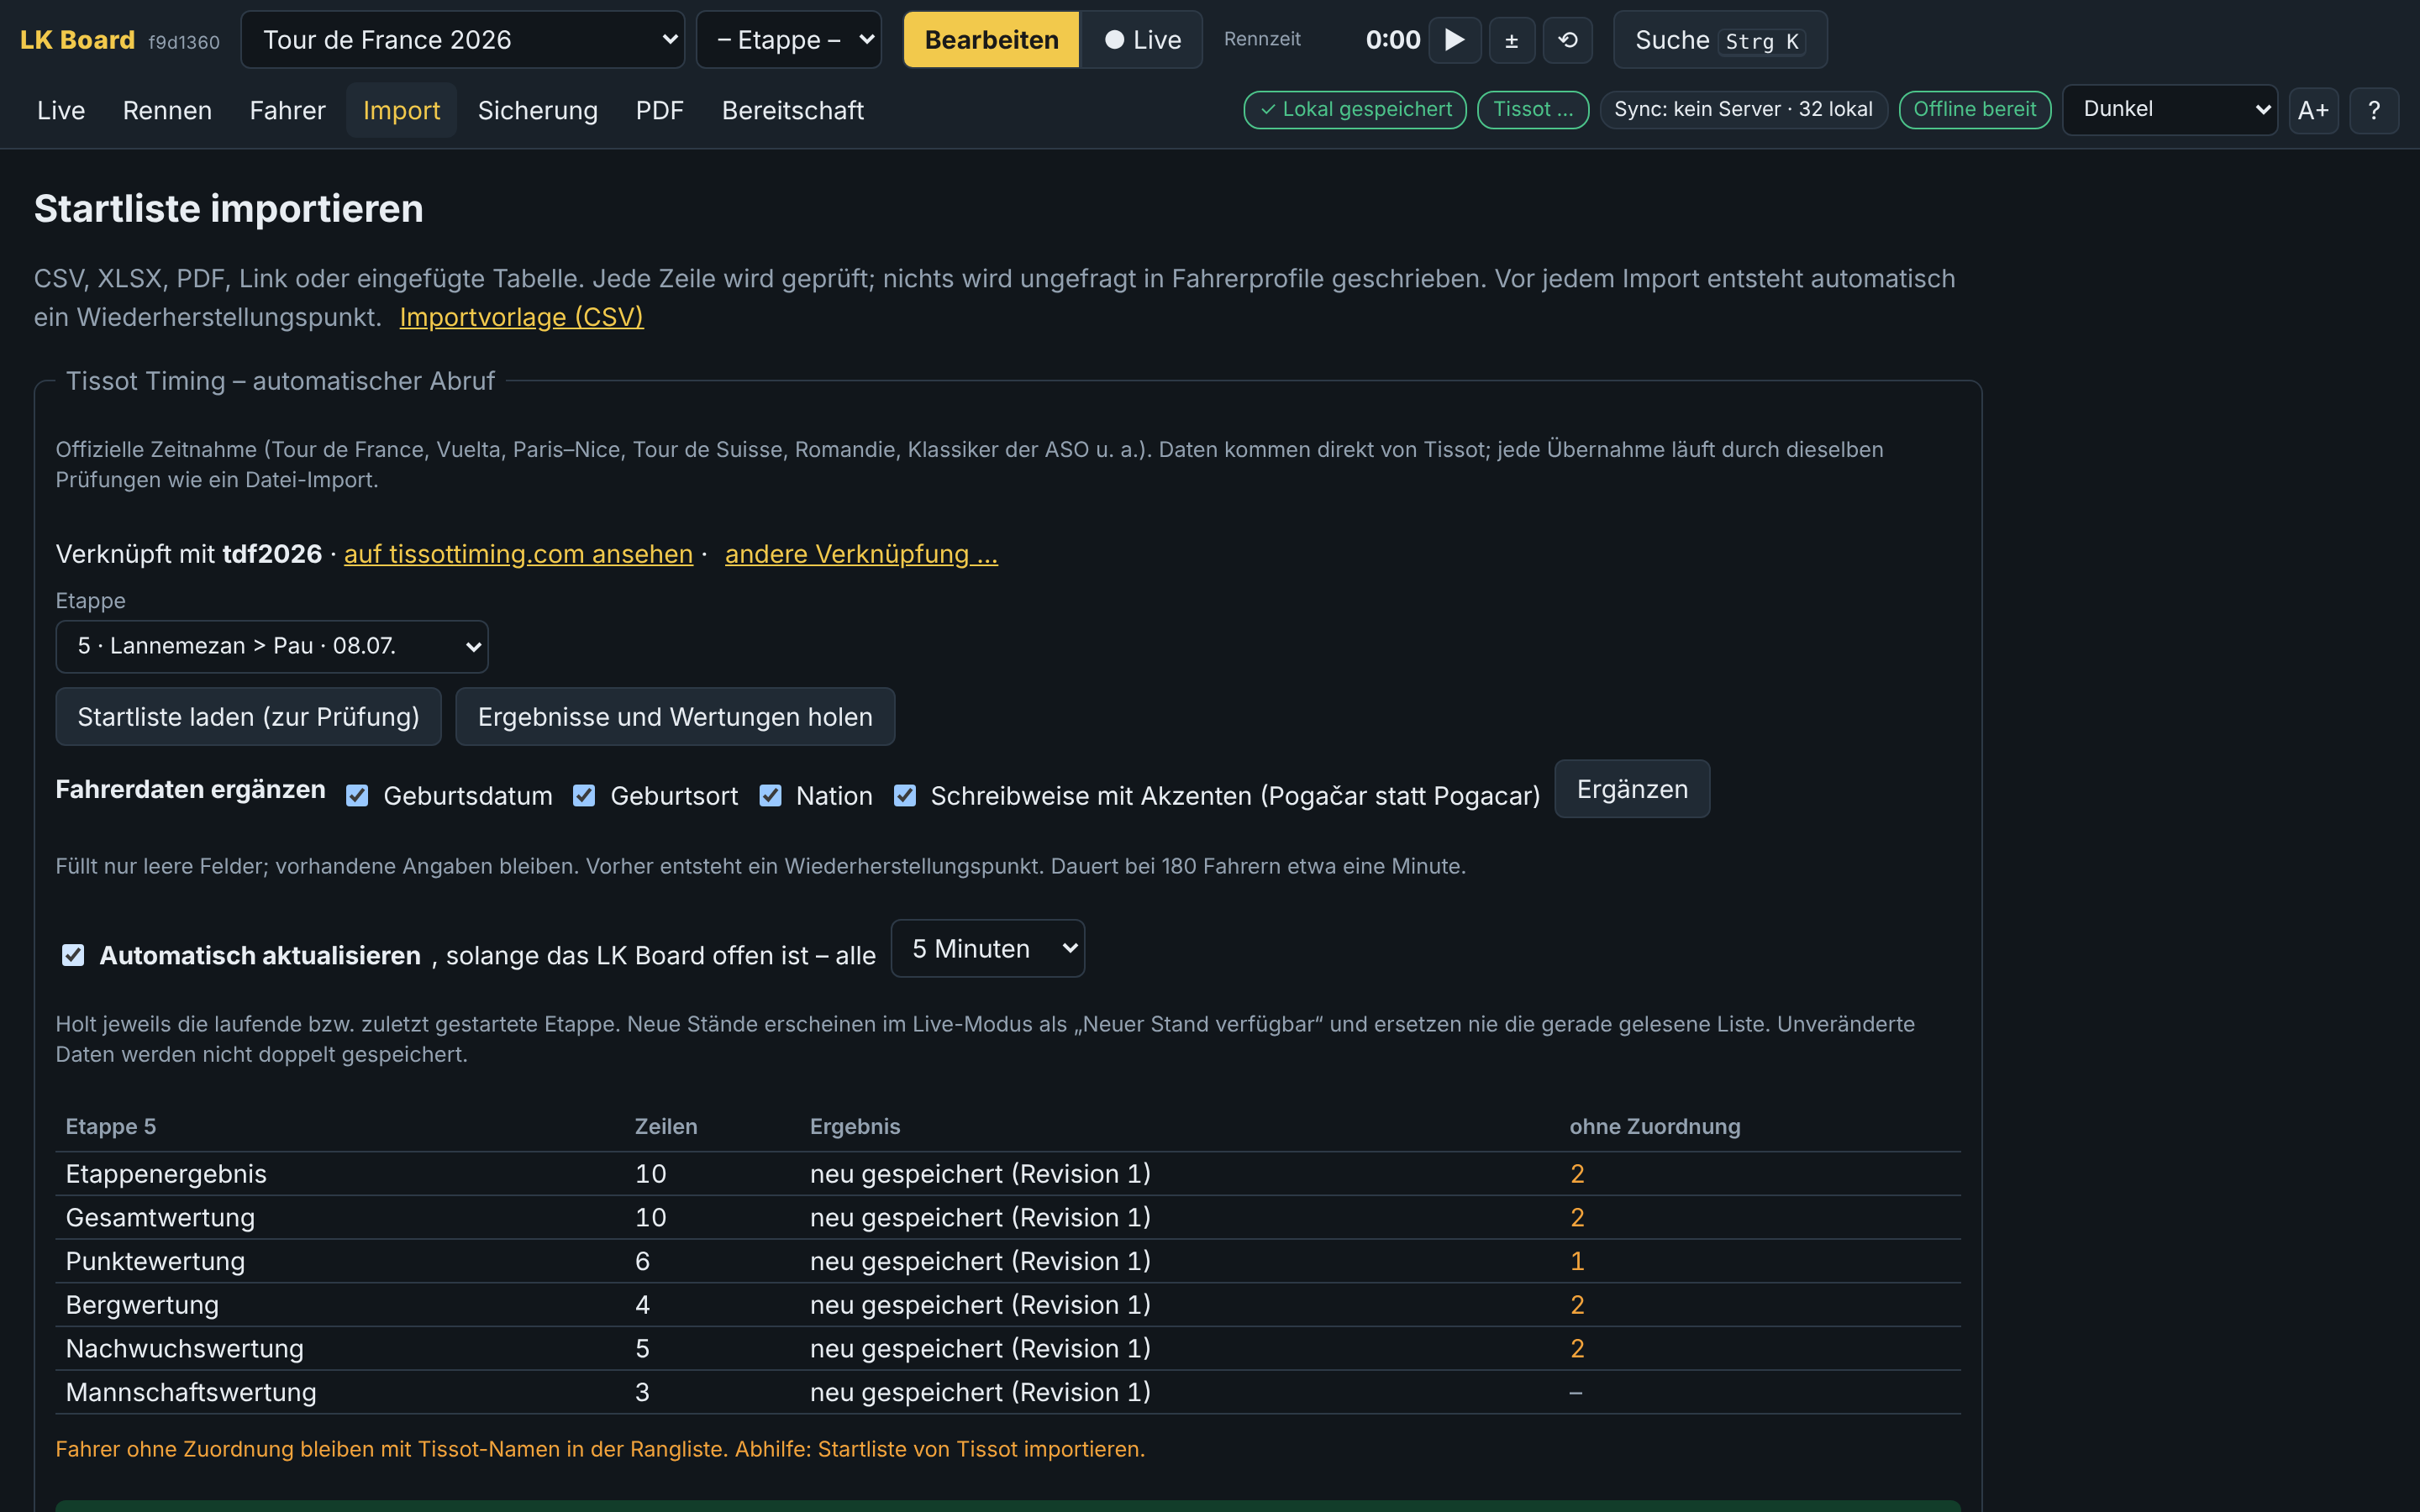 LK Board f9d1360 Tour de France 2026 – Etappe – Bearbeiten Live Rennzeit 0:00 ± Suche Strg K
Live Rennen Fahrer Import Sicherung PDF Bereitschaft ✓ Lokal gespeichert Tissot ... Sync: kein Server · 32 lokal Offline bereit Dunkel A+ ?
Startliste importieren
CSV, XLSX, PDF, Link oder eingefügte Tabelle. Jede Zeile wird geprüft; nichts wird ungefragt in Fahrerprofile geschrieben. Vor jedem Import entsteht automatisch
ein Wiederherstellungspunkt. Importvorlage (CSV)
Tissot Timing – automatischer Abruf
Offizielle Zeitnahme (Tour de France, Vuelta, Paris–Nice, Tour de Suisse, Romandie, Klassiker der ASO u. a.). Daten kommen direkt von Tissot; jede Übernahme läuft durch dieselben
Prüfungen wie ein Datei-Import.
Verknüpft mit tdf2026 · auf tissottiming.com ansehen · andere Verknüpfung ...
Etappe
5 · Lannemezan > Pau · 08.07.
Startliste laden (zur Prüfung) Ergebnisse und Wertungen holen
Fahrerdaten ergänzen Geburtsdatum Geburtsort Nation Schreibweise mit Akzenten (Pogačar statt Pogacar) Ergänzen
Füllt nur leere Felder; vorhandene Angaben bleiben. Vorher entsteht ein Wiederherstellungspunkt. Dauert bei 180 Fahrern etwa eine Minute.
Automatisch aktualisieren , solange das LK Board offen ist – alle 5 Minuten
Holt jeweils die laufende bzw. zuletzt gestartete Etappe. Neue Stände erscheinen im Live-Modus als „Neuer Stand verfügbar“ und ersetzen nie die gerade gelesene Liste. Unveränderte
Daten werden nicht doppelt gespeichert.
Etappe 5 Zeilen Ergebnis ohne Zuordnung
Etappenergebnis 10 neu gespeichert (Revision 1) 2
Gesamtwertung 10 neu gespeichert (Revision 1) 2
Punktewertung 6 neu gespeichert (Revision 1) 1
Bergwertung 4 neu gespeichert (Revision 1) 2
Nachwuchswertung 5 neu gespeichert (Revision 1) 2
Mannschaftswertung 3 neu gespeichert (Revision 1) –
Fahrer ohne Zuordnung bleiben mit Tissot-Namen in der Rangliste. Abhilfe: Startliste von Tissot importieren.